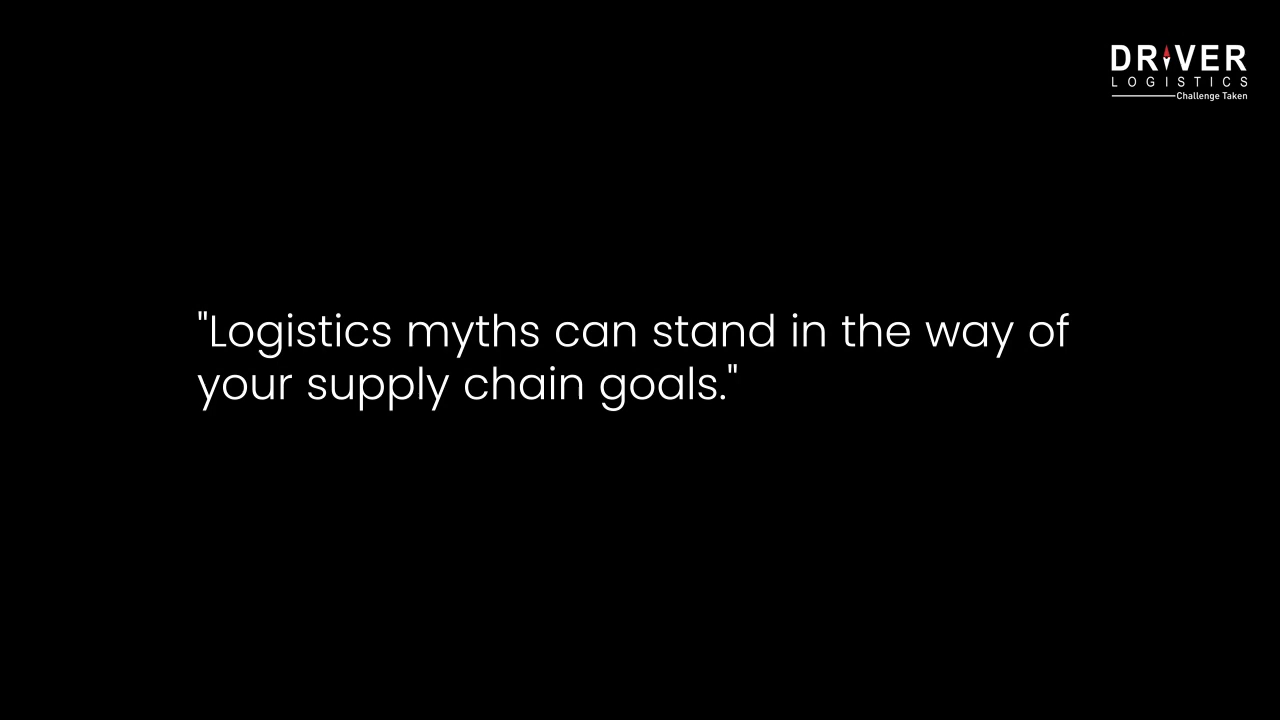 DRIVER
LOGISTICS
Challenge Taken
"Logistics myths can stand in the way of
your supply chain goals."